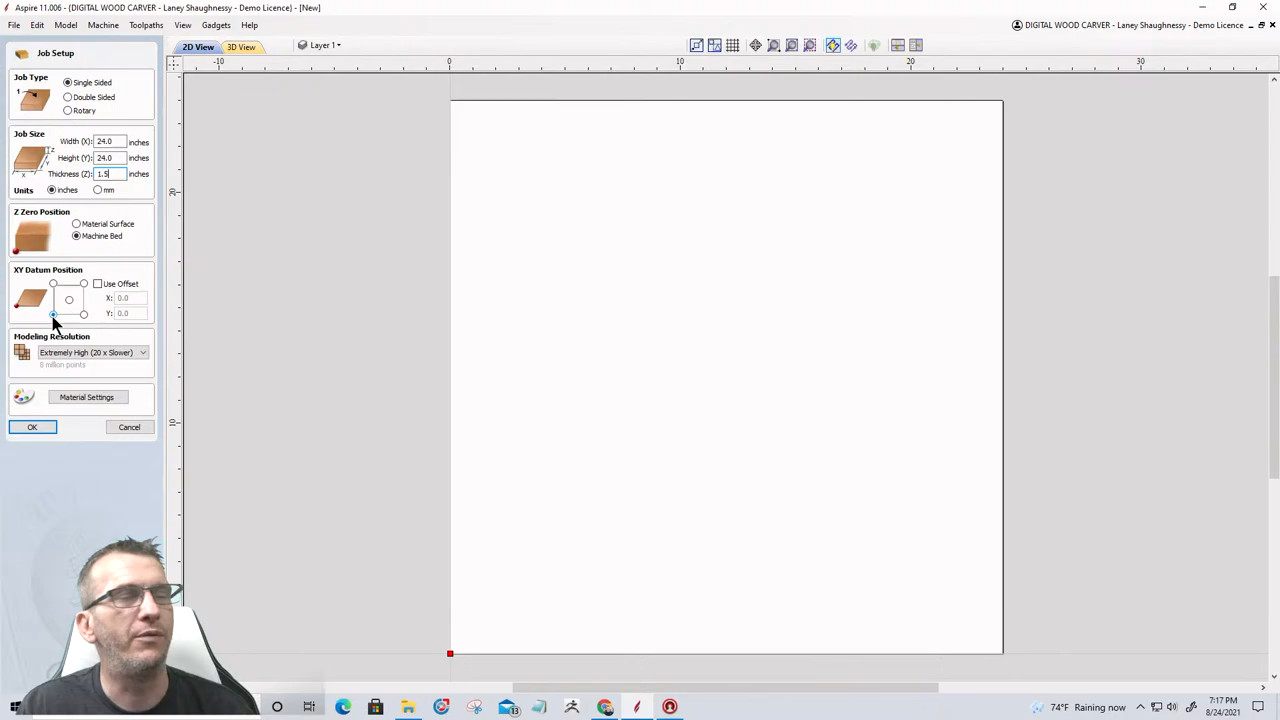 Aspire 11.006 - (DIGITAL WOOD CARVER - Laney Shaughnessy - Demo Licence) - [New]
File Edit Model Machine Toolpaths View Gadgets Help
DIGITAL WOOD CARVER - Laney Shaughnessy - Demo Licence
Job Setup
2D View 3D View Layer 1
-10 0 10 20 30
20
10
Job Type
1
Single Sided
Double Sided
Rotary
Job Size
Width (X): 24.0 inches
Height (Y): 24.0 inches
Thickness (Z): 1.5 inches
Z
Y
X
Units inches mm
Z Zero Position
Material Surface
Machine Bed
XY Datum Position
Use Offset
X: 0.0
Y: 0.0
Modeling Resolution
Extremely High (20 x Slower)
8 million points
Material Settings
OK Cancel
13
74°F Raining now
7:17 PM
8/24/2021